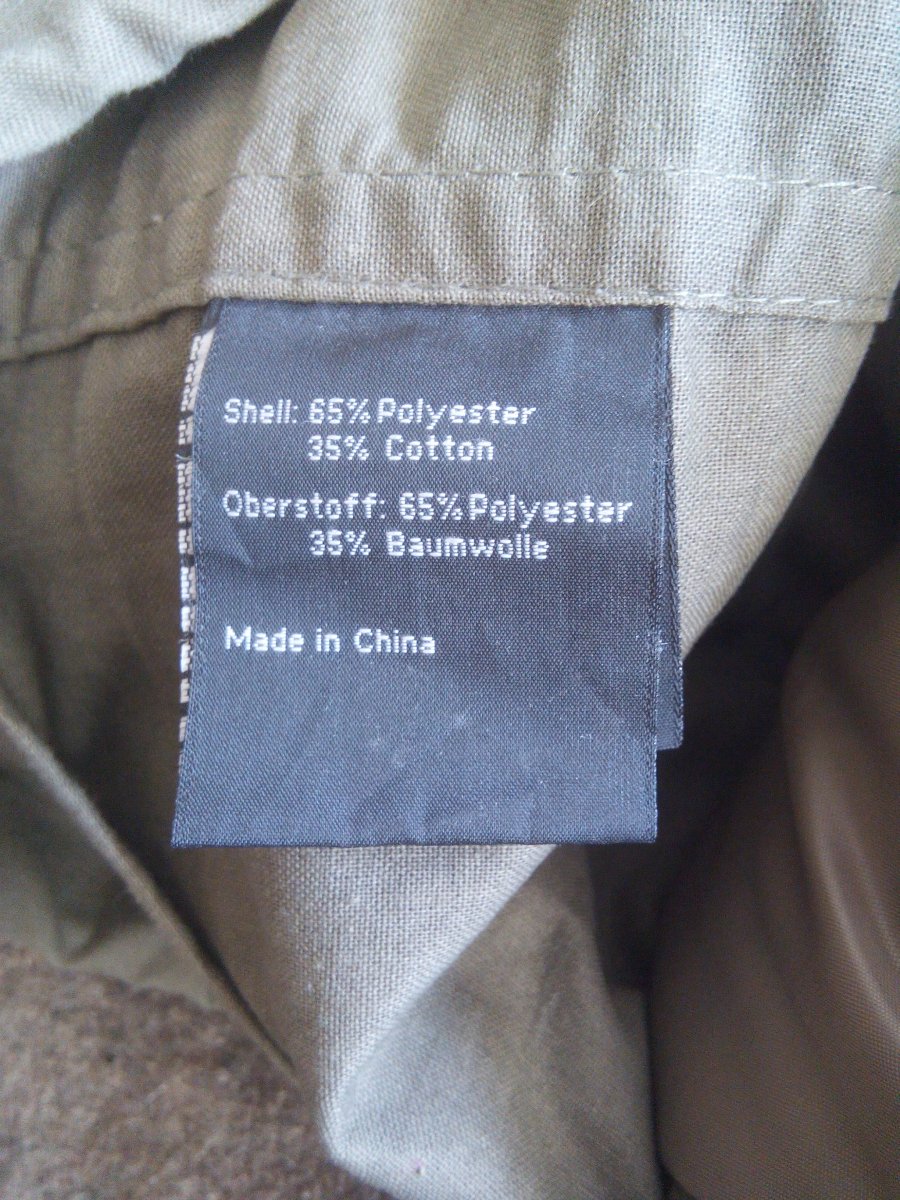 Shell: 65% Polyester
35% Cotton
Oberstoff: 65% Polyester
35% Baumwolle
Made in China